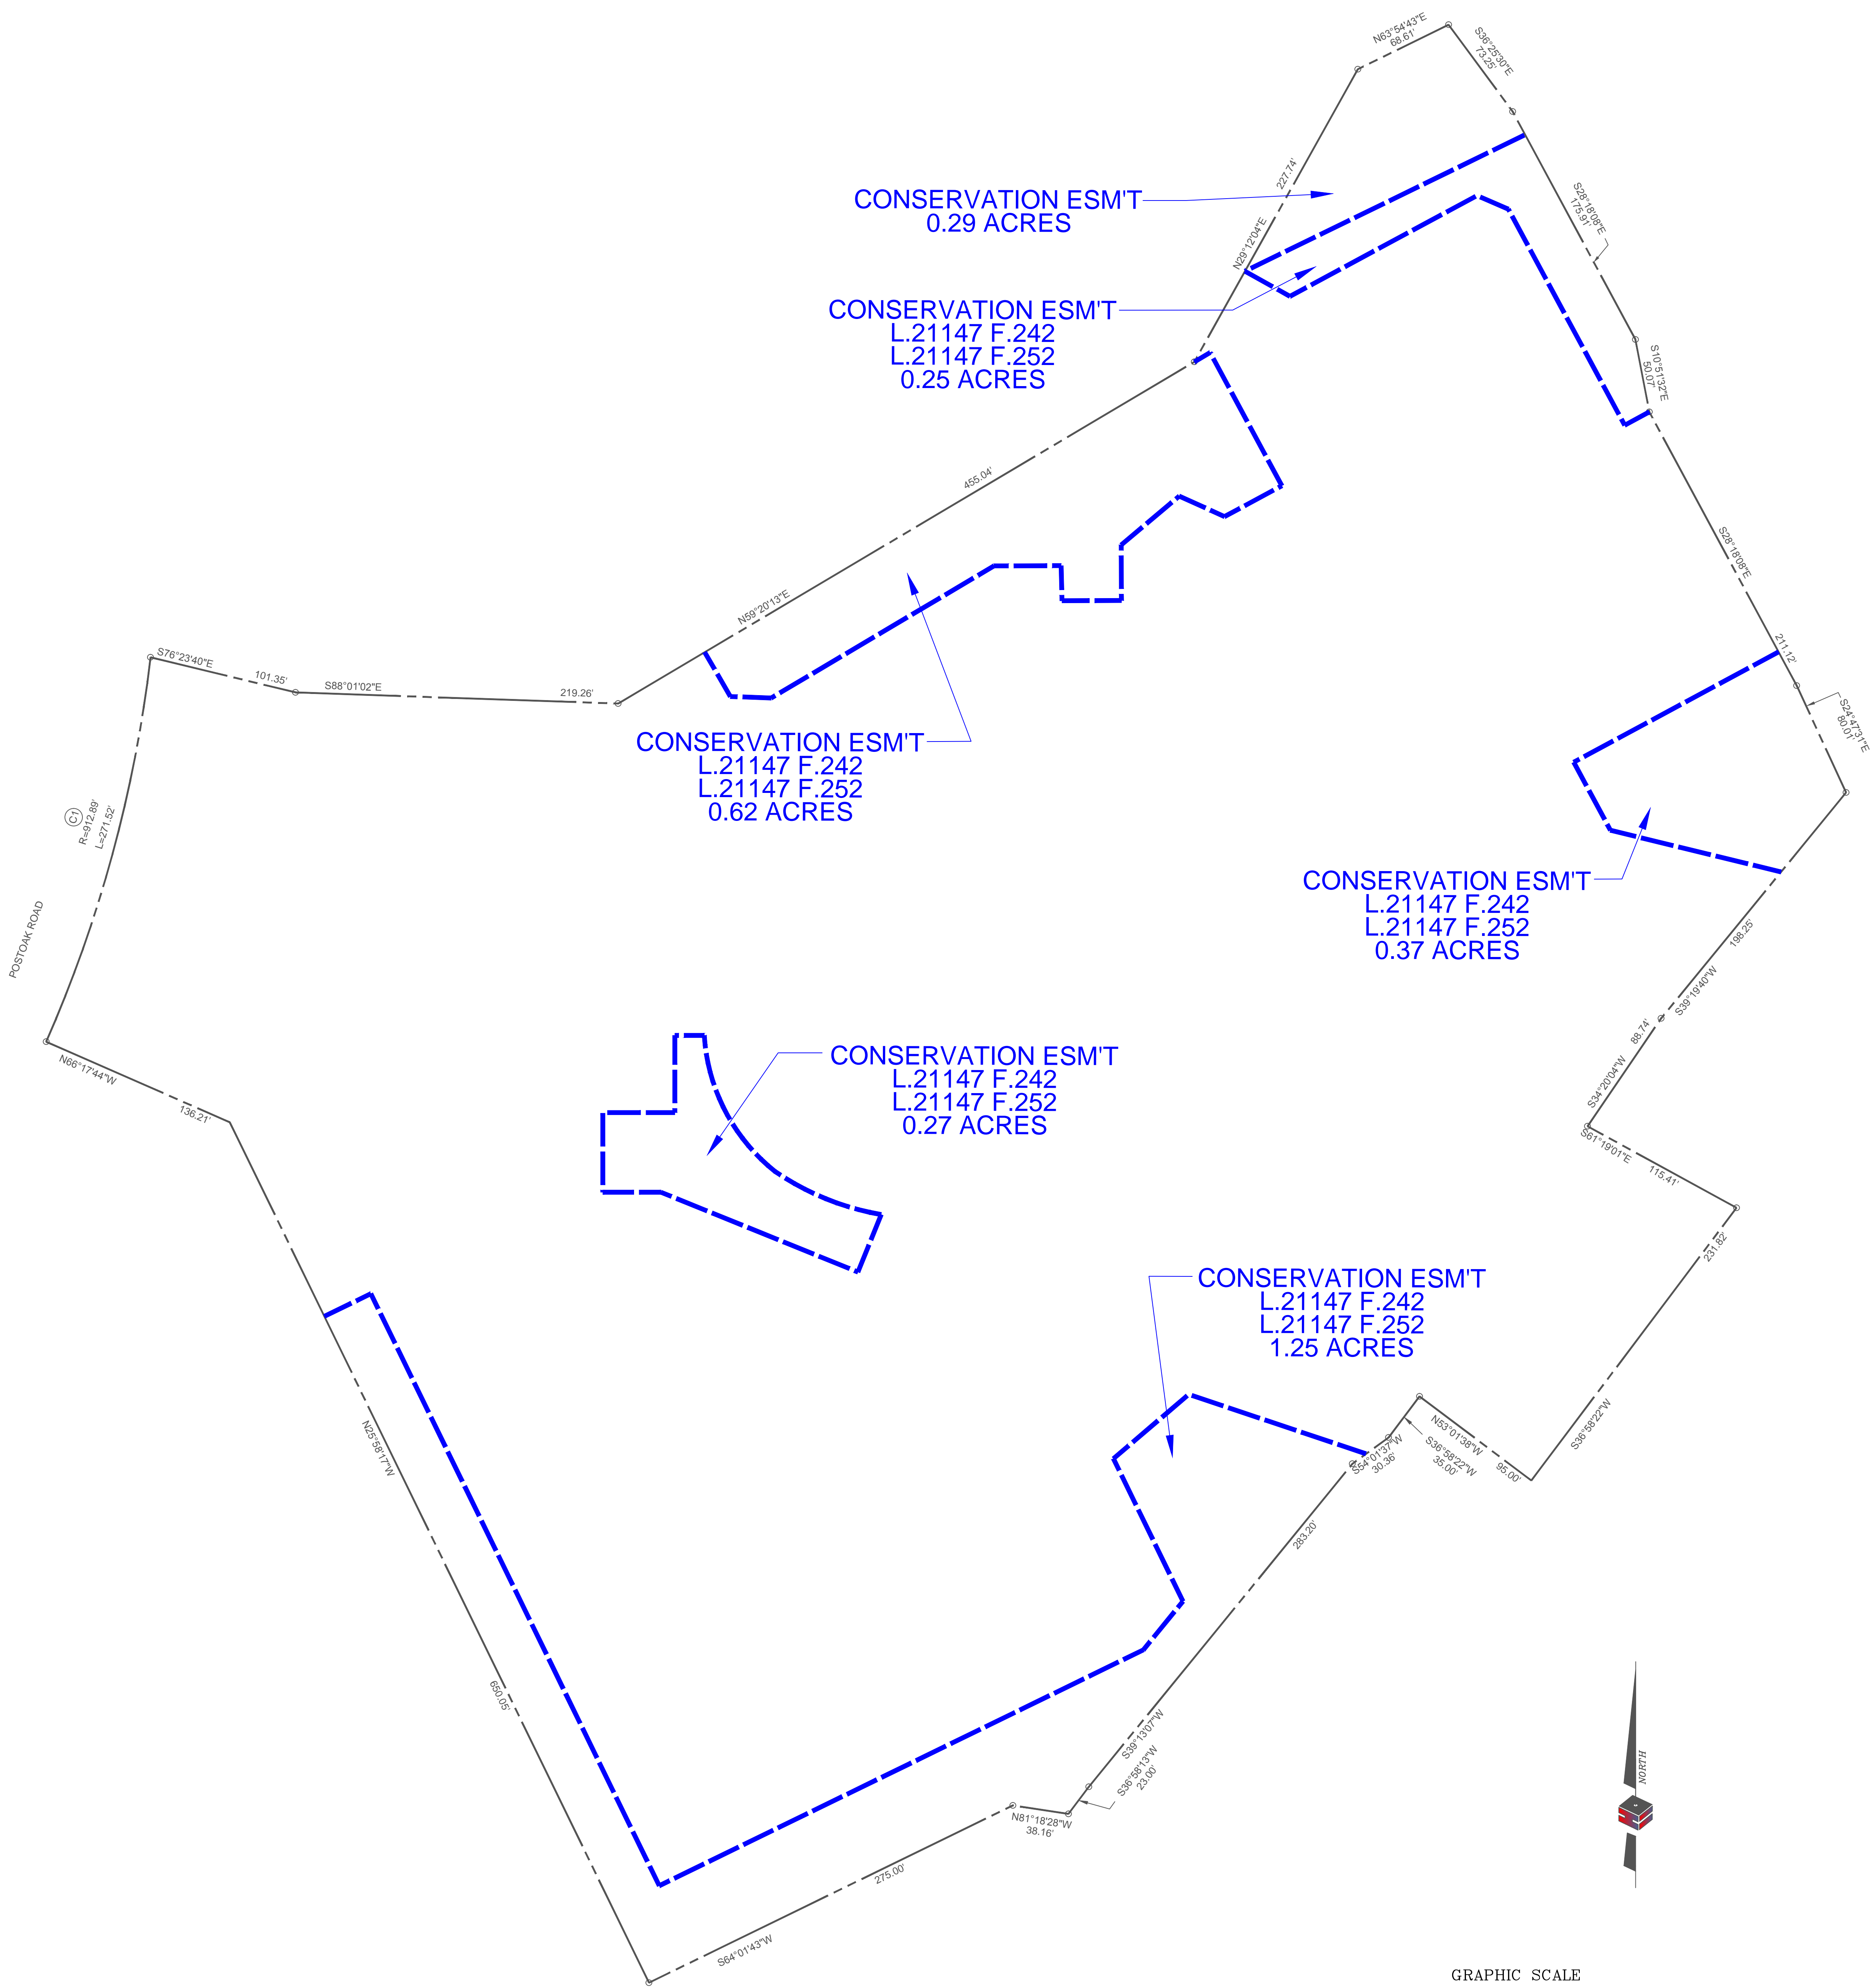 N63°54'43"E
68.61'
S36°25'30"E
73.25'
227.74'
N29°12'04"E
CONSERVATION ESM'T
0.29 ACRES
S28°18'08"E
175.91'
CONSERVATION ESM'T
L.21147 F.242
L.21147 F.252
0.25 ACRES
S10°51'32"E
50.07'
455.04'
N59°20'13"E
S28°18'08"E
211.12'
S76°23'40"E
101.35'
S88°01'02"E
219.26'
S24°47'31"E
80.01'
CONSERVATION ESM'T
L.21147 F.242
L.21147 F.252
0.62 ACRES
C1
R=912.89'
L=271.52'
POSTOAK ROAD
CONSERVATION ESM'T
L.21147 F.242
L.21147 F.252
0.37 ACRES
198.25'
S39°19'40"W
88.74'
S34°20'04"W
N66°17'44"W
136.21'
CONSERVATION ESM'T
L.21147 F.242
L.21147 F.252
0.27 ACRES
S61°19'01"E
115.41'
231.82'
S36°58'22"W
CONSERVATION ESM'T
L.21147 F.242
L.21147 F.252
1.25 ACRES
N53°01'38"W
95.00'
S36°58'22"W
35.00'
S54°01'37"W
30.36'
N25°58'17"W
650.05'
283.20'
S39°13'07"W
S36°58'13"W
23.00'
N81°18'28"W
38.16'
275.00'
S64°01'43"W
NORTH
GRAPHIC SCALE